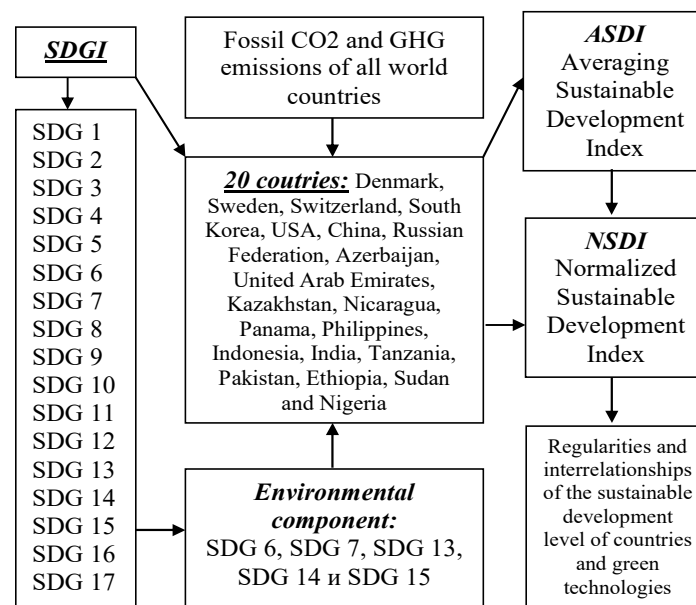 SDGI
SDG 1
SDG 2
SDG 3
SDG 4
SDG 5
SDG 6
SDG 7
SDG 8
SDG 9
SDG 10
SDG 11
SDG 12
SDG 13
SDG 14
SDG 15
SDG 16
SDG 17
Fossil CO2 and GHG
emissions of all world
countries
20 coutries: Denmark,
Sweden, Switzerland, South
Korea, USA, China, Russian
Federation, Azerbaijan,
United Arab Emirates,
Kazakhstan, Nicaragua,
Panama, Philippines,
Indonesia, India, Tanzania,
Pakistan, Ethiopia, Sudan
and Nigeria
Environmental
component:
SDG 6, SDG 7, SDG 13,
SDG 14 и SDG 15
ASDI
Averaging
Sustainable
Development
Index
NSDI
Normalized
Sustainable
Development
Index
Regularities and
interrelationships
of the sustainable
development
level of countries
and green
technologies